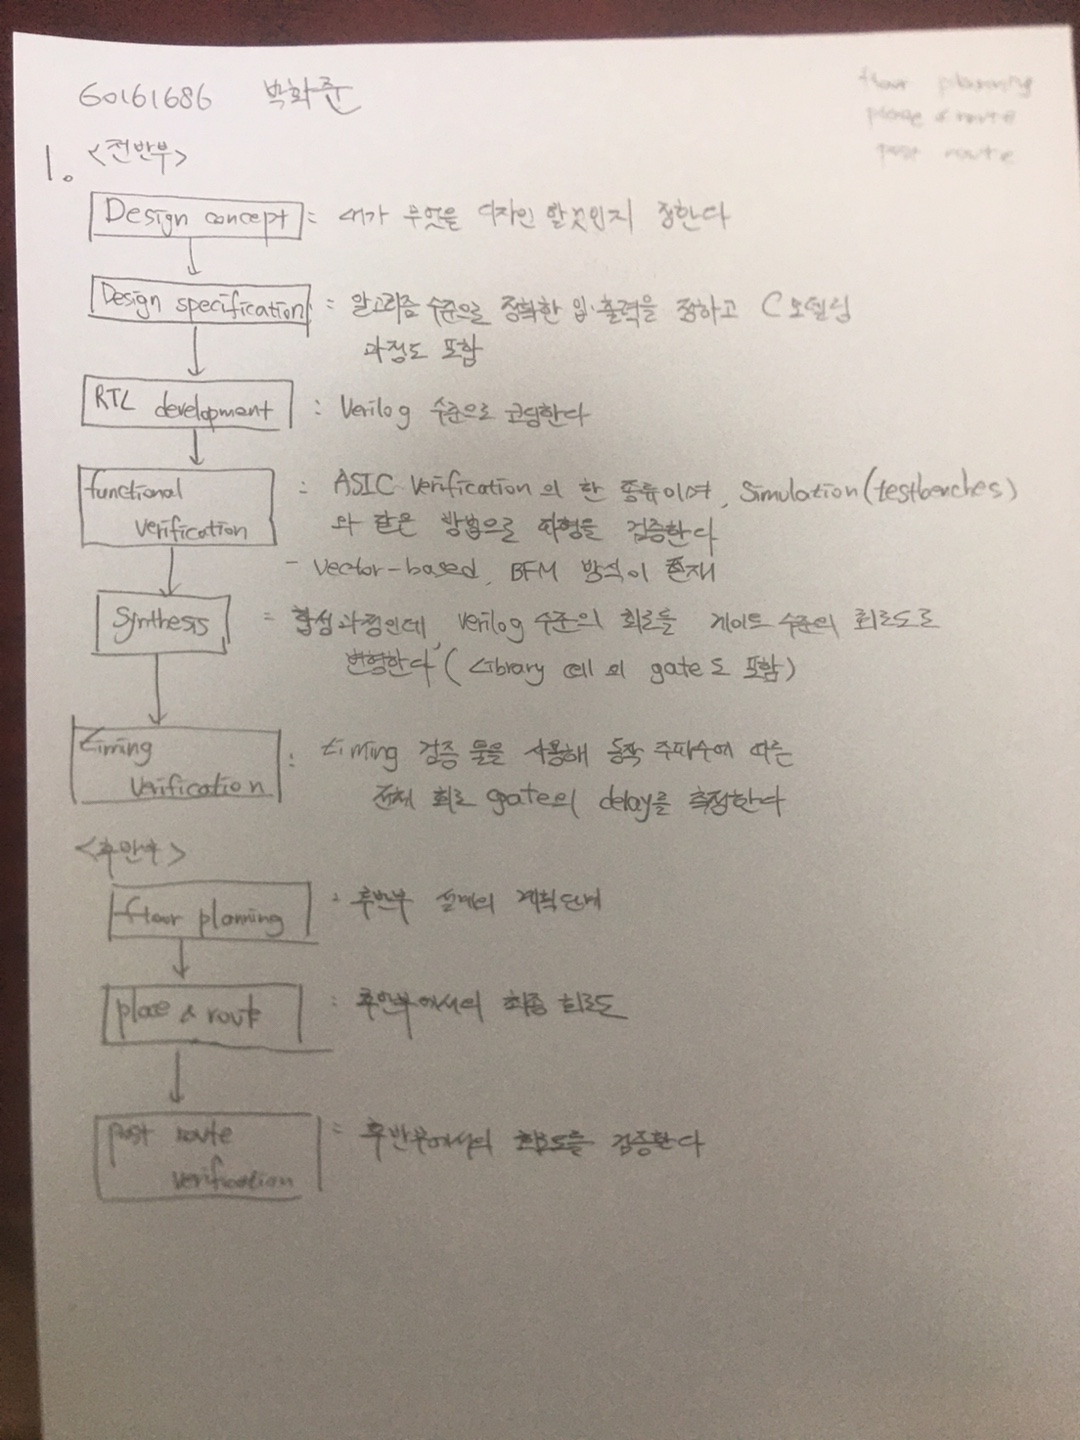 60161686 박화준
floor planning
place & route
post route
1. <전반부>
Design concept : 내가 무엇을 디자인 할것인지 정한다
Design specification : 알고리즘 수준으로 정확한 입·출력을 정하고 C 모델링
과정도 포함
RTL development : Verilog 수준으로 코딩한다
functional : ASIC verification의 한 종류이며, Simulation(testbenches)
verification 와 같은 방법으로 파형을 검증한다
- vector-based, BFM 방식이 존재
Synthesis : 합성과정인데, verilog 수준의 회로를 게이트 수준의 회로도로
변형한다 (Library cell 의 gate도 포함)
timing : timing 검증 툴을 사용해 동작 주파수에 따른
verification 전체 회로 gate의 delay를 측정한다
<후반부>
floor planning : 후반부 설계의 계획단계
place & route : 후반부에서의 최종 회로도
post route : 후반부에서의 회로도를 검증한다
verification